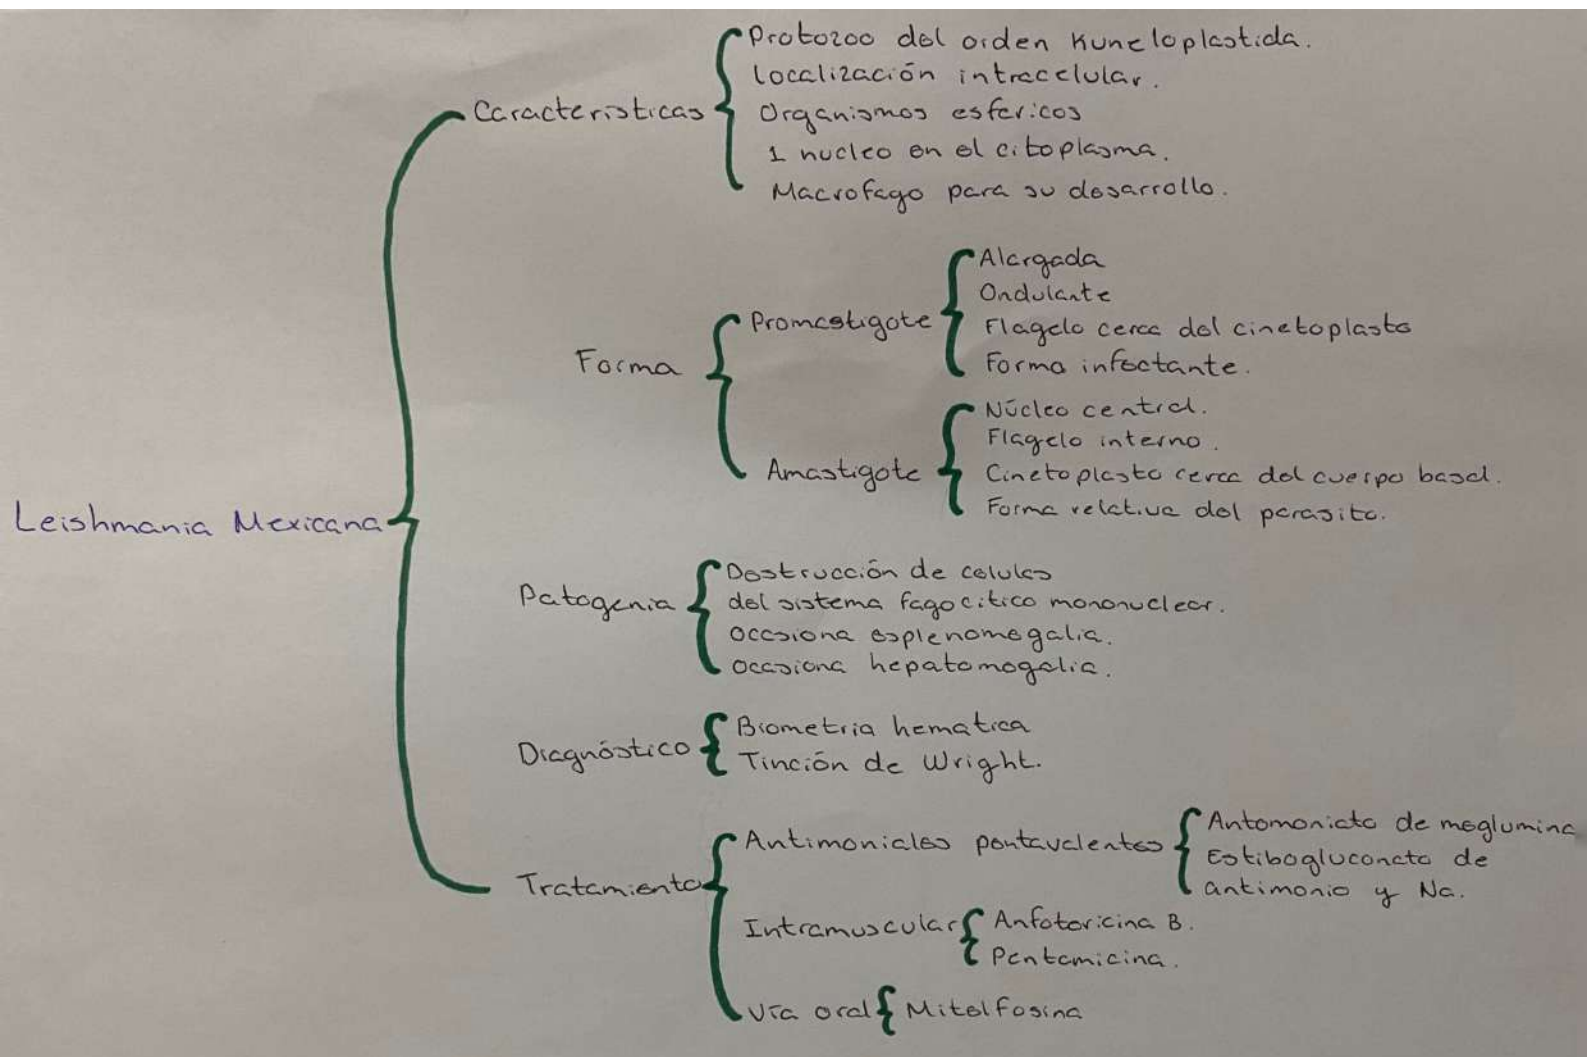 Leishmania Mexicana
Caracteristicas
Protozoo del orden Kuneloplastida.
Localización intracelular.
Organismos esfericos
1 nucleo en el citoplasma.
Macrofago para su desarrollo.
Forma
Promastigote
Alargada
Ondulante
Flagelo cerca del cinetoplasto
Forma infectante.
Amastigote
Núcleo central.
Flagelo interno.
Cinetoplasto cerca del cuerpo basal.
Forma relativa del parasito.
Patogenia
Destrucción de celulas
del sistema fagocitico mononuclear.
Occasiona esplenomegalia.
Occasiona hepatomegalia.
Diagnóstico
Biometria hematica
Tinción de Wright.
Tratamiento
Antimoniales pentavalentes
Antomoniato de meglumina
Estibogluconato de
antimonio y Na.
Intramuscular
Anfotericina B.
Pentamicina.
Vía oral
Mitelfosina